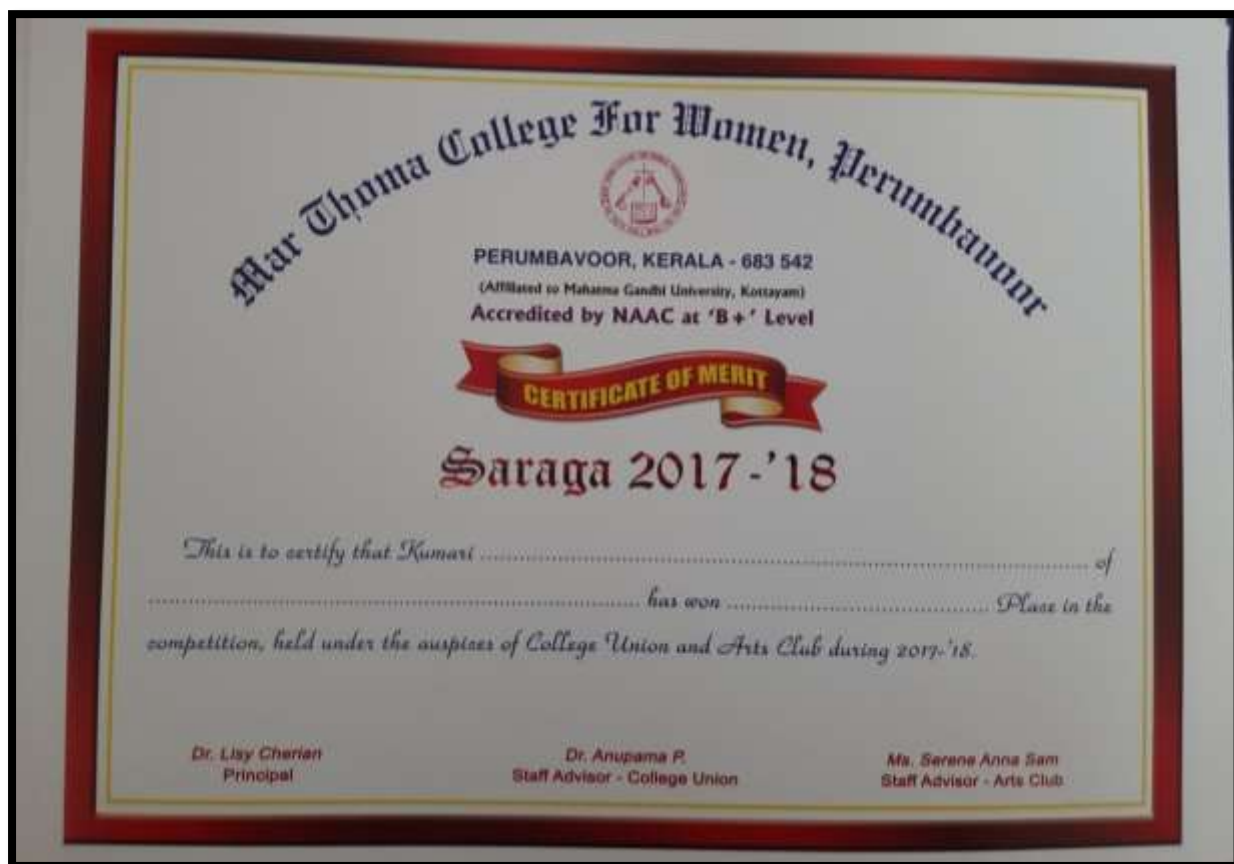 Mar Thoma College For Women, Perumbavoor
PERUMBAVOOR, KERALA - 683 542
(Affiliated to Mahatma Gandhi University, Kottayam)
Accredited by NAAC at 'B+' Level
CERTIFICATE OF MERIT
Saraga 2017-'18
This is to certify that Kumari ........................ of
........................ has won ........................ Place in the
competition, held under the auspices of College Union and Arts Club during 2017-'18.
Dr. Lisy Cherian
Principal
Dr. Anupama P.
Staff Advisor - College Union
Ms. Serene Anna Sam
Staff Advisor - Arts Club